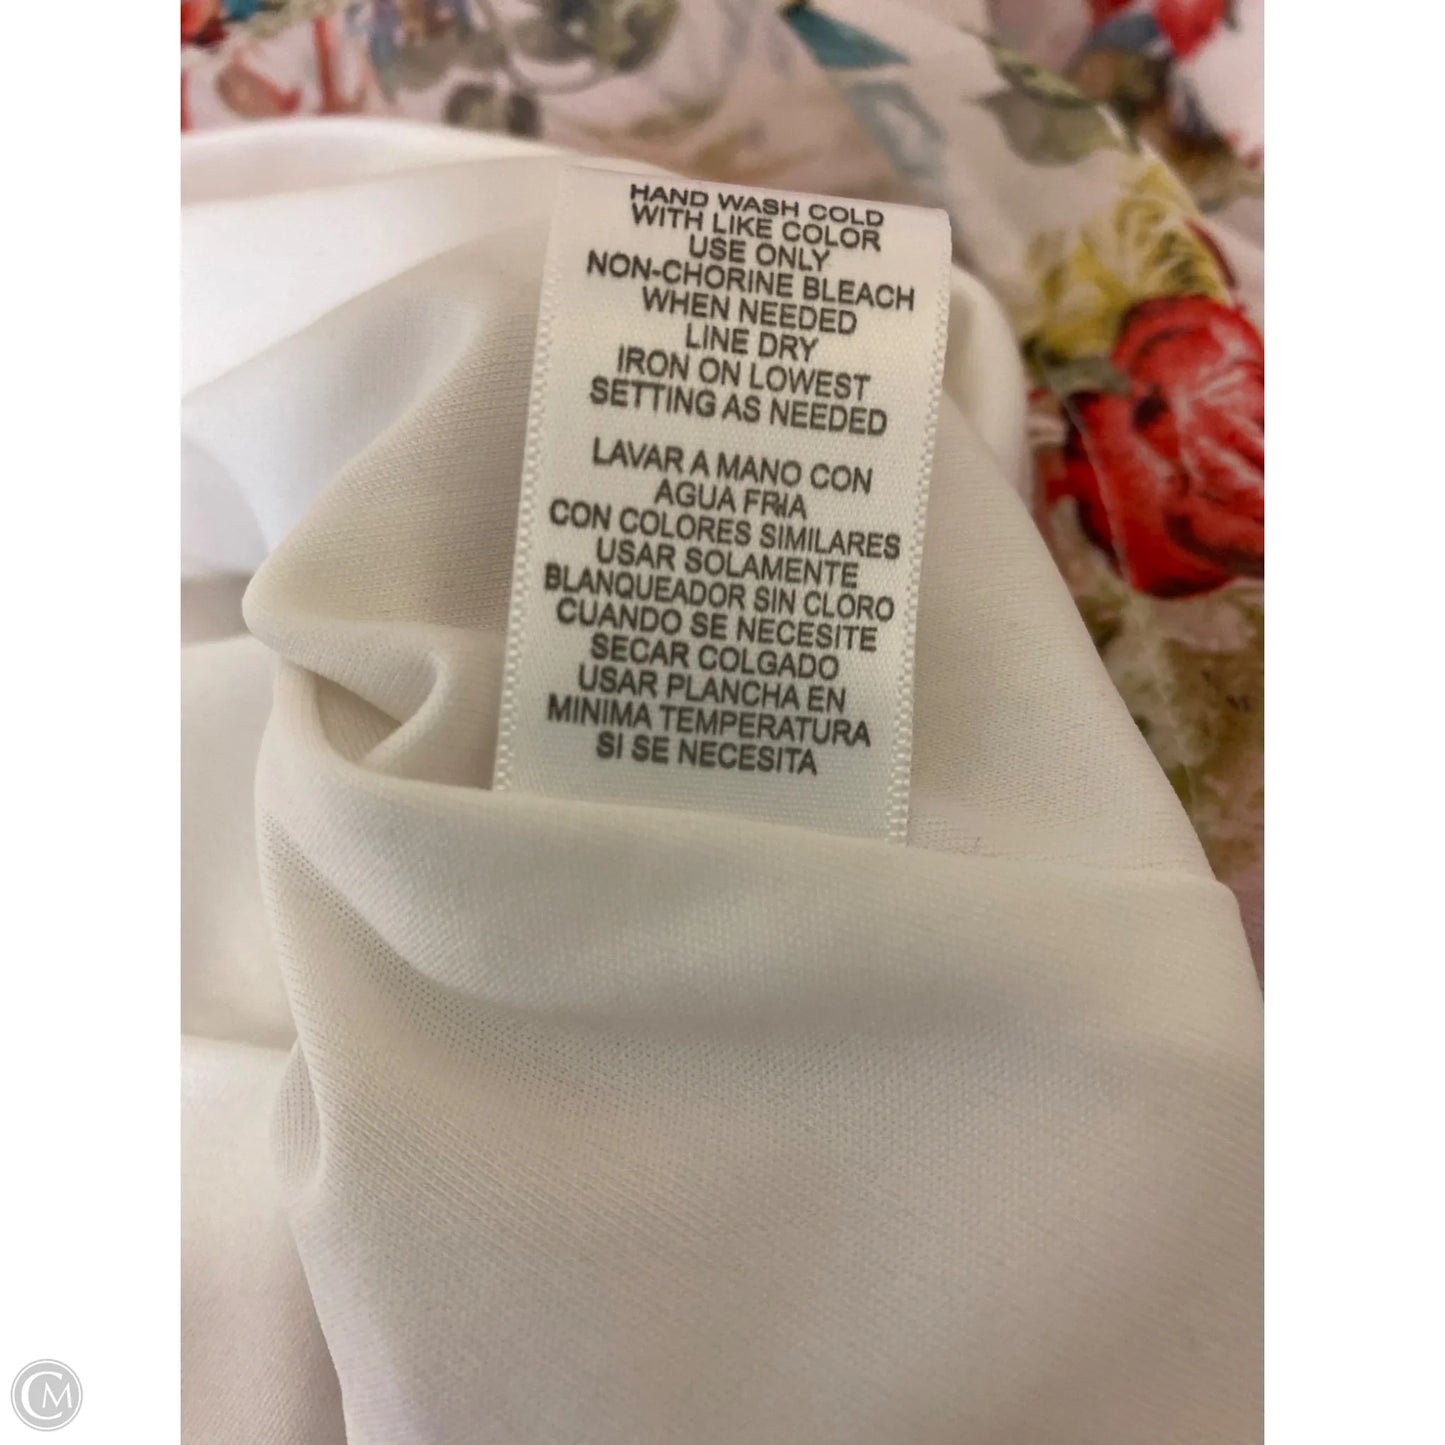 HAND WASH COLD
WITH LIKE COLOR
USE ONLY
NON-CHORINE BLEACH
WHEN NEEDED
LINE DRY
IRON ON LOWEST
SETTING AS NEEDED
LAVAR A MANO CON
AGUA FRIA
CON COLORES SIMILARES
USAR SOLAMENTE
BLANQUEADOR SIN CLORO
CUANDO SE NECESITE
SECAR COLGADO
USAR PLANCHA EN
MINIMA TEMPERATURA
SI SE NECESITA
CM